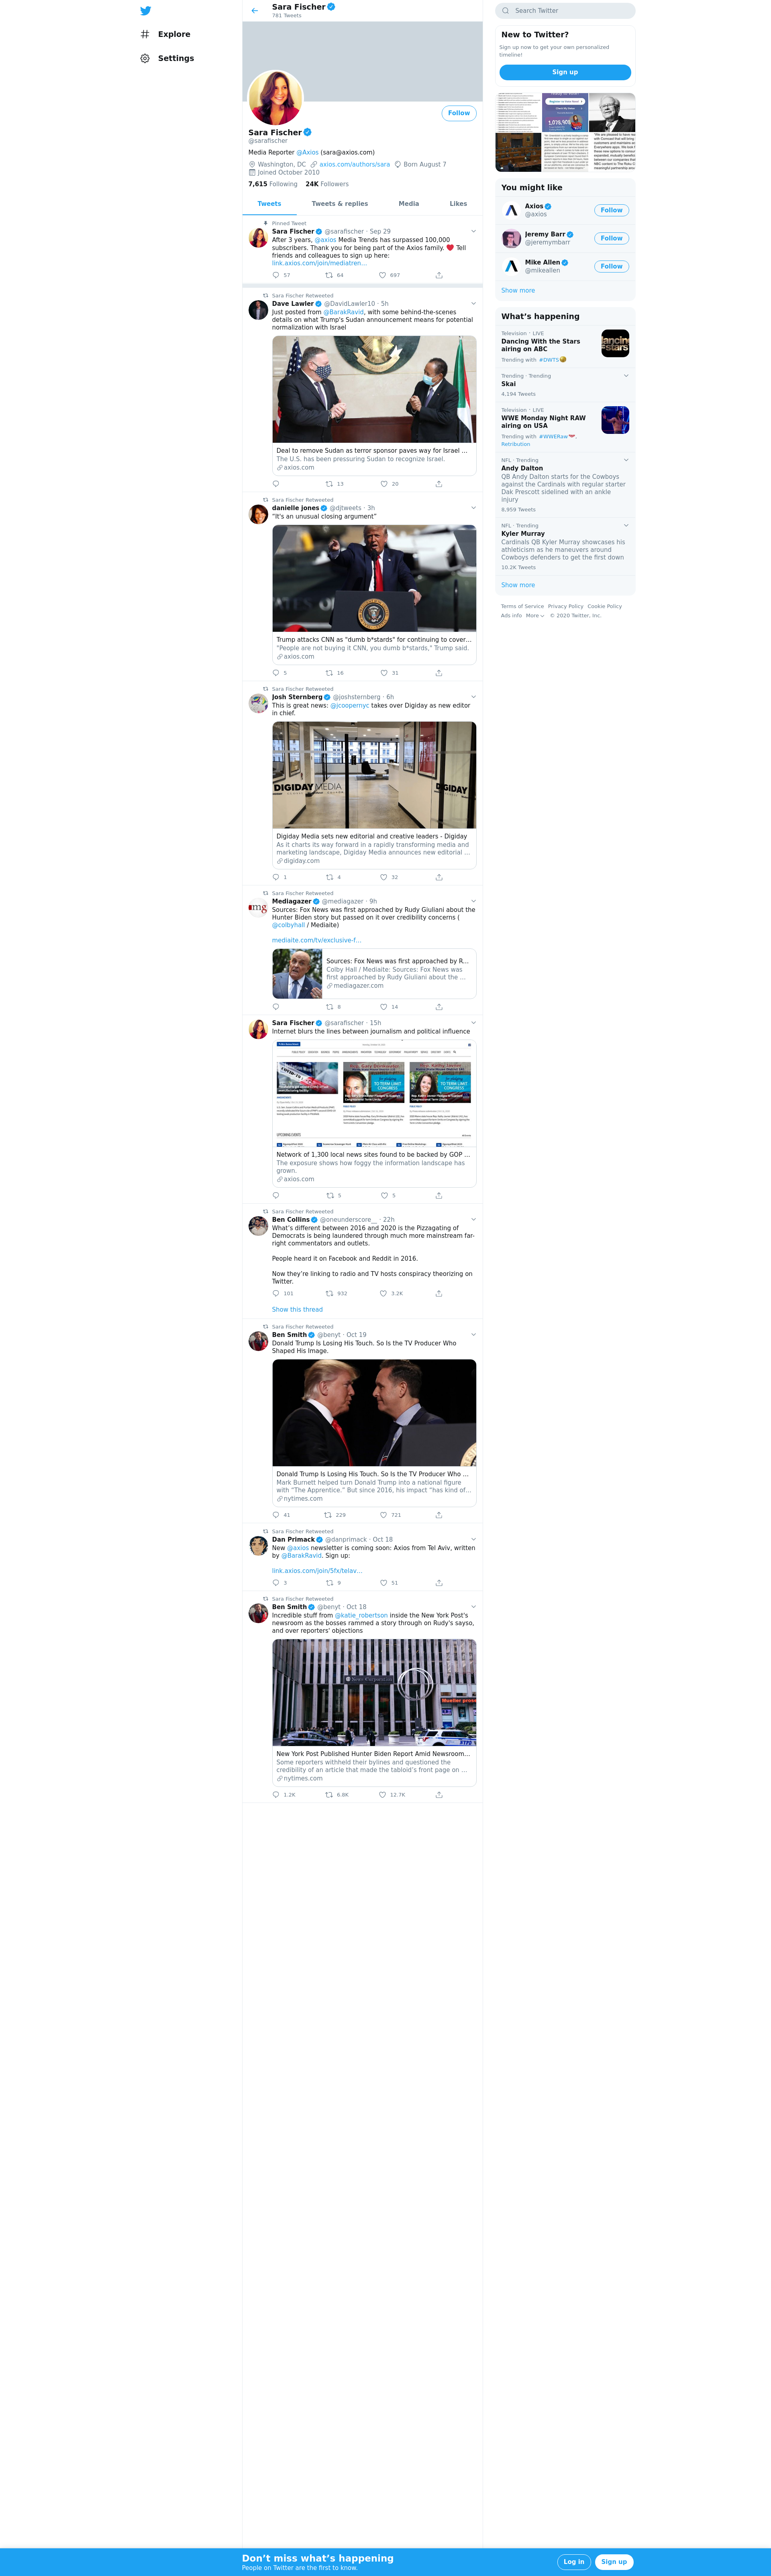 Explore
Settings
Sara Fischer
781 Tweets
Follow
Sara Fischer
@sarafischer
Media Reporter @Axios (sara@axios.com)
Washington, DC axios.com/authors/sara Born August 7
Joined October 2010
7,615 Following 24K Followers
Tweets Tweets & replies Media Likes
Pinned Tweet
Sara Fischer @sarafischer · Sep 29
After 3 years, @axios Media Trends has surpassed 100,000
subscribers. Thank you for being part of the Axios family. ❤️ Tell
friends and colleagues to sign up here:
link.axios.com/join/mediatren…
57 64 697
Sara Fischer Retweeted
Dave Lawler @DavidLawler10 · 5h
Just posted from @BarakRavid, with some behind-the-scenes
details on what Trump's Sudan announcement means for potential
normalization with Israel
Deal to remove Sudan as terror sponsor paves way for Israel ...
The U.S. has been pressuring Sudan to recognize Israel.
axios.com
13 20
Sara Fischer Retweeted
danielle jones @djtweets · 3h
"It's an unusual closing argument"
Trump attacks CNN as "dumb b*stards" for continuing to cover...
"People are not buying it CNN, you dumb b*stards," Trump said.
axios.com
5 16 31
Sara Fischer Retweeted
Josh Sternberg @joshsternberg · 6h
This is great news: @jcoopernyc takes over Digiday as new editor
in chief.
DIGIDAY MEDIA
DIGIDAY
Digiday Media sets new editorial and creative leaders - Digiday
As it charts its way forward in a rapidly transforming media and
marketing landscape, Digiday Media announces new editorial ...
digiday.com
1 4 32
Sara Fischer Retweeted
mg
Mediagazer @mediagazer · 9h
Sources: Fox News was first approached by Rudy Giuliani about the
Hunter Biden story but passed on it over credibility concerns (
@colbyhall / Mediaite)
mediaite.com/tv/exclusive-f…
Sources: Fox News was first approached by R...
Colby Hall / Mediaite: Sources: Fox News was
first approached by Rudy Giuliani about the ...
mediagazer.com
8 14
Sara Fischer @sarafischer · 15h
Internet blurs the lines between journalism and political influence
TO TERM LIMIT
CONGRESS
TO TERM LIMIT
CONGRESS
Network of 1,300 local news sites found to be backed by GOP ...
The exposure shows how foggy the information landscape has
grown.
axios.com
5 5
Sara Fischer Retweeted
Ben Collins @oneunderscore__ · 22h
What's different between 2016 and 2020 is the Pizzagating of
Democrats is being laundered through much more mainstream far-
right commentators and outlets.
People heard it on Facebook and Reddit in 2016.
Now they're linking to radio and TV hosts conspiracy theorizing on
Twitter.
101 932 3.2K
Show this thread
Sara Fischer Retweeted
Ben Smith @benyt · Oct 19
Donald Trump Is Losing His Touch. So Is the TV Producer Who
Shaped His Image.
Donald Trump Is Losing His Touch. So Is the TV Producer Who ...
Mark Burnett helped turn Donald Trump into a national figure
with "The Apprentice." But since 2016, his impact "has kind of...
nytimes.com
41 229 721
Sara Fischer Retweeted
Dan Primack @danprimack · Oct 18
New @axios newsletter is coming soon: Axios from Tel Aviv, written
by @BarakRavid. Sign up:
link.axios.com/join/5fx/telav…
3 9 51
Sara Fischer Retweeted
Ben Smith @benyt · Oct 18
Incredible stuff from @katie_robertson inside the New York Post's
newsroom as the bosses rammed a story through on Rudy's sayso,
and over reporters' objections
News Corporation
Mueller probe
New York Post Published Hunter Biden Report Amid Newsroom...
Some reporters withheld their bylines and questioned the
credibility of an article that made the tabloid's front page on ...
nytimes.com
1.2K 6.8K 12.7K
Search Twitter
New to Twitter?
Sign up now to get your own personalized
timeline!
Sign up
1,076,903
You might like
Axios
@axios
Follow
Jeremy Barr
@jeremymbarr
Follow
Mike Allen
@mikeallen
Follow
Show more
What's happening
Television · LIVE
Dancing With the Stars
airing on ABC
Trending with #DWTS
Trending · Trending
Skai
4,194 Tweets
Television · LIVE
WWE Monday Night RAW
airing on USA
Trending with #WWERaw,
Retribution
NFL · Trending
Andy Dalton
QB Andy Dalton starts for the Cowboys
against the Cardinals with regular starter
Dak Prescott sidelined with an ankle
injury
8,959 Tweets
NFL · Trending
Kyler Murray
Cardinals QB Kyler Murray showcases his
athleticism as he maneuvers around
Cowboys defenders to get the first down
10.2K Tweets
Show more
Terms of Service Privacy Policy Cookie Policy
Ads info More © 2020 Twitter, Inc.
Don't miss what's happening
People on Twitter are the first to know.
Log in
Sign up